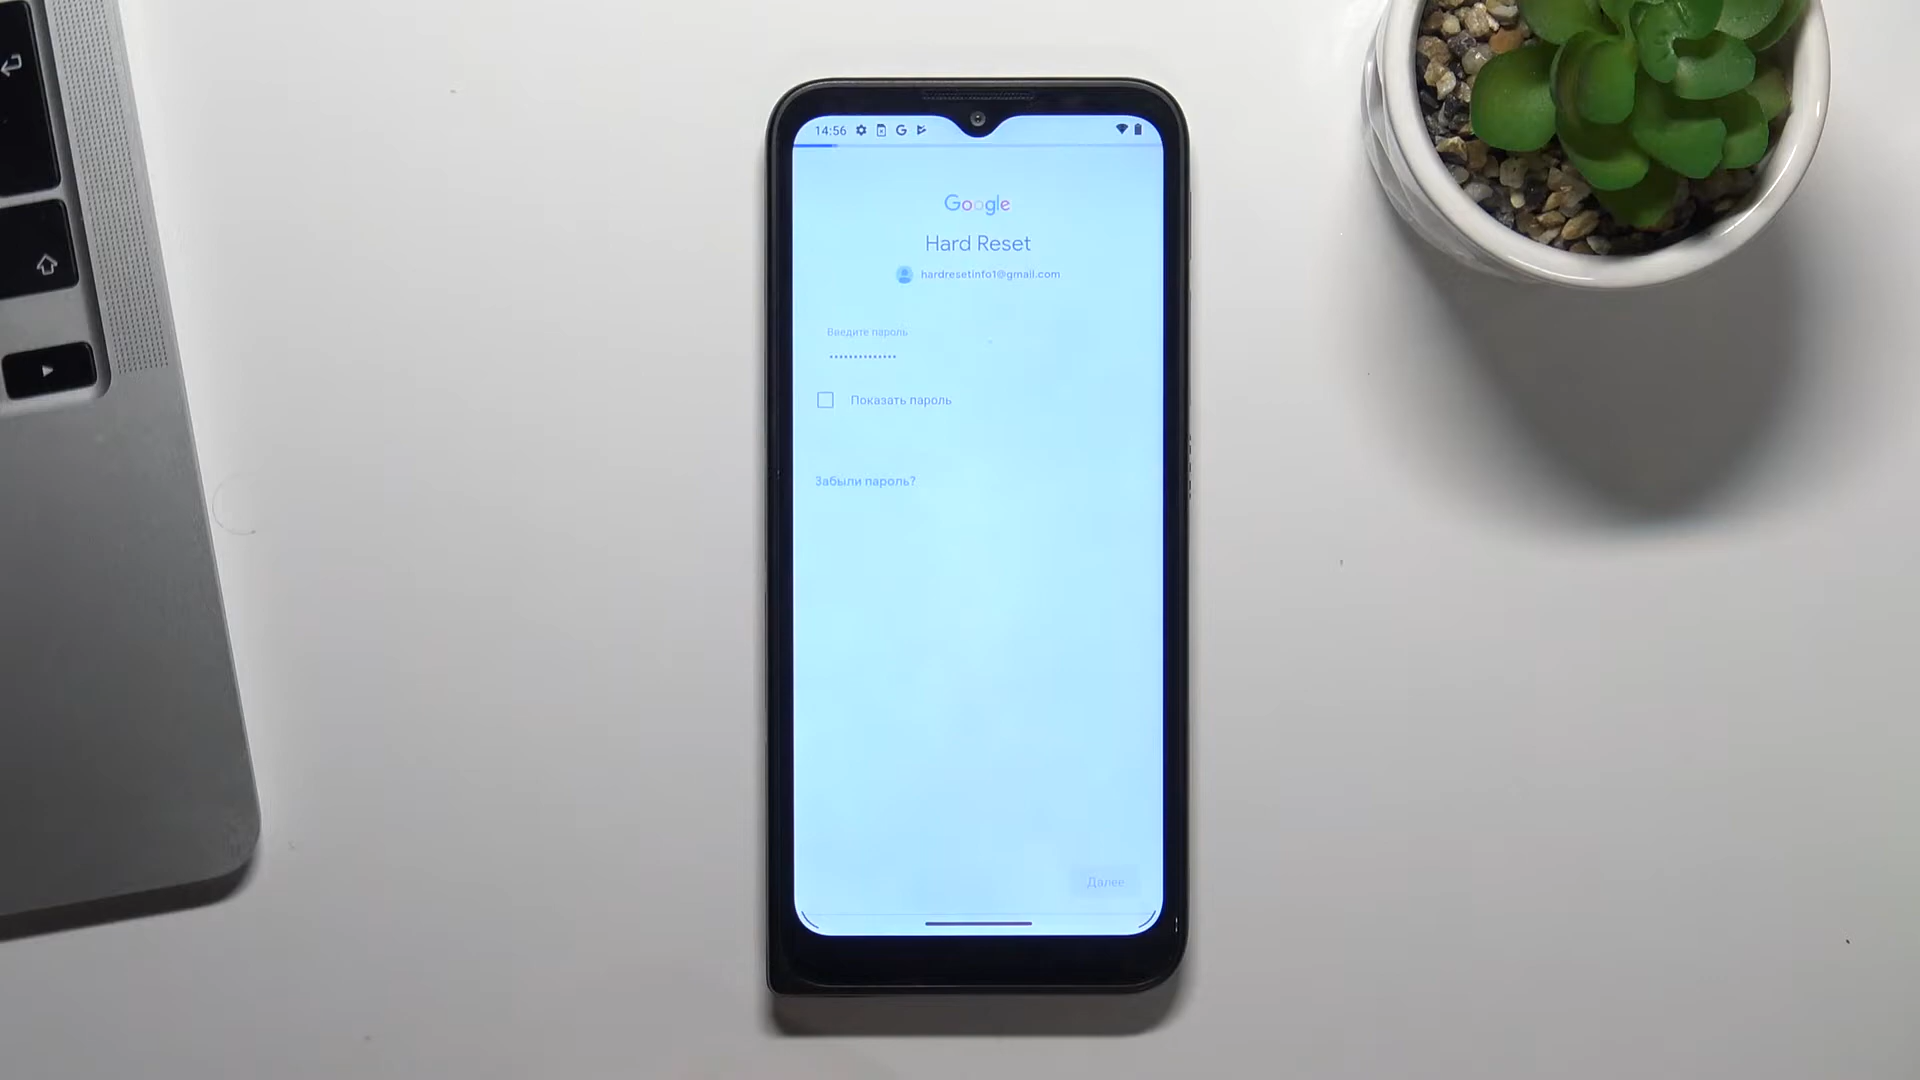 14:56
Google
Hard Reset
hardresetinfo1@gmail.com
Введите пароль
••••••••••••••
Показать пароль
Забыли пароль?
Далее